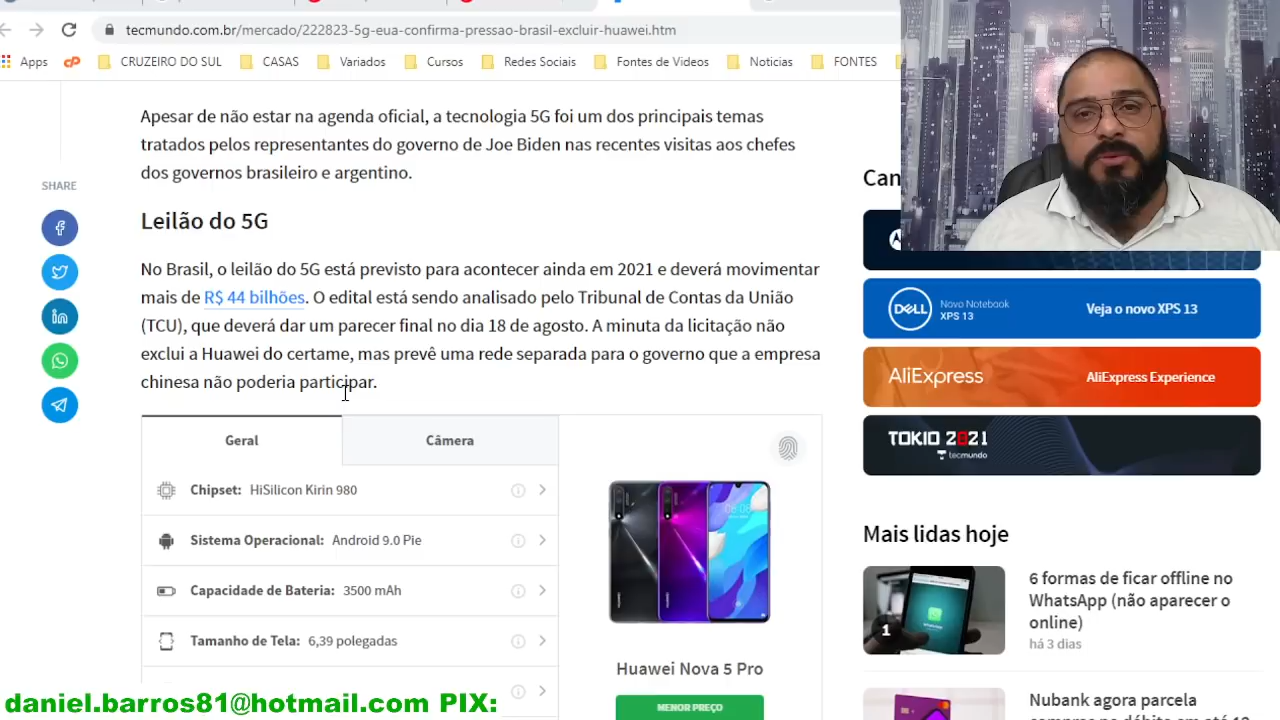 tecmundo.com.br/mercado/222823-5g-eua-confirma-pressao-brasil-excluir-huawei.htm
Apps
CRUZEIRO DO SUL
CASAS
Variados
Cursos
Redes Sociais
Fontes de Videos
Noticias
FONTES
Apesar de não estar na agenda oficial, a tecnologia 5G foi um dos principais temas
tratados pelos representantes do governo de Joe Biden nas recentes visitas aos chefes
dos governos brasileiro e argentino.
SHARE
Leilão do 5G
No Brasil, o leilão do 5G está previsto para acontecer ainda em 2021 e deverá movimentar
mais de R$ 44 bilhões. O edital está sendo analisado pelo Tribunal de Contas da União
(TCU), que deverá dar um parecer final no dia 18 de agosto. A minuta da licitação não
exclui a Huawei do certame, mas prevê uma rede separada para o governo que a empresa
chinesa não poderia participar.
Geral
Câmera
Chipset: HiSilicon Kirin 980
Sistema Operacional: Android 9.0 Pie
Capacidade de Bateria: 3500 mAh
Tamanho de Tela: 6,39 polegadas
HUAWEI
08:08
Huawei Nova 5 Pro
MENOR PREÇO
DELL
Novo Notebook
XPS 13
Veja o novo XPS 13
AliExpress
AliExpress Experience
TOKIO 2021
tecmundo
Mais lidas hoje
1
6 formas de ficar offline no
WhatsApp (não aparecer o
online)
há 3 dias
Nubank agora parcela
daniel.barros81@hotmail.com PIX: